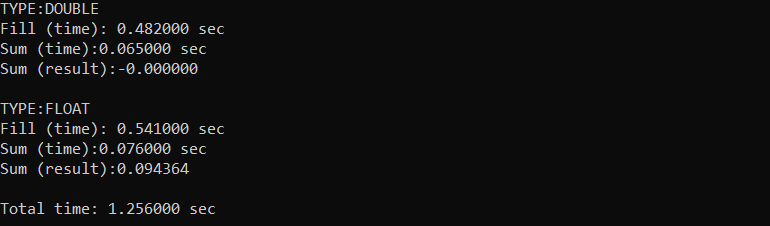 TYPE:DOUBLE
Fill (time): 0.482000 sec
Sum (time):0.065000 sec
Sum (result):-0.000000
TYPE:FLOAT
Fill (time): 0.541000 sec
Sum (time):0.076000 sec
Sum (result):0.094364
Total time: 1.256000 sec